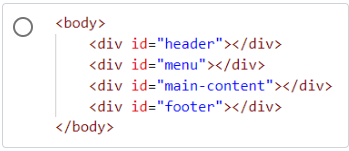 <body>
<div id="header"></div>
<div id="menu"></div>
<div id="main-content"></div>
<div id="footer"></div>
</body>